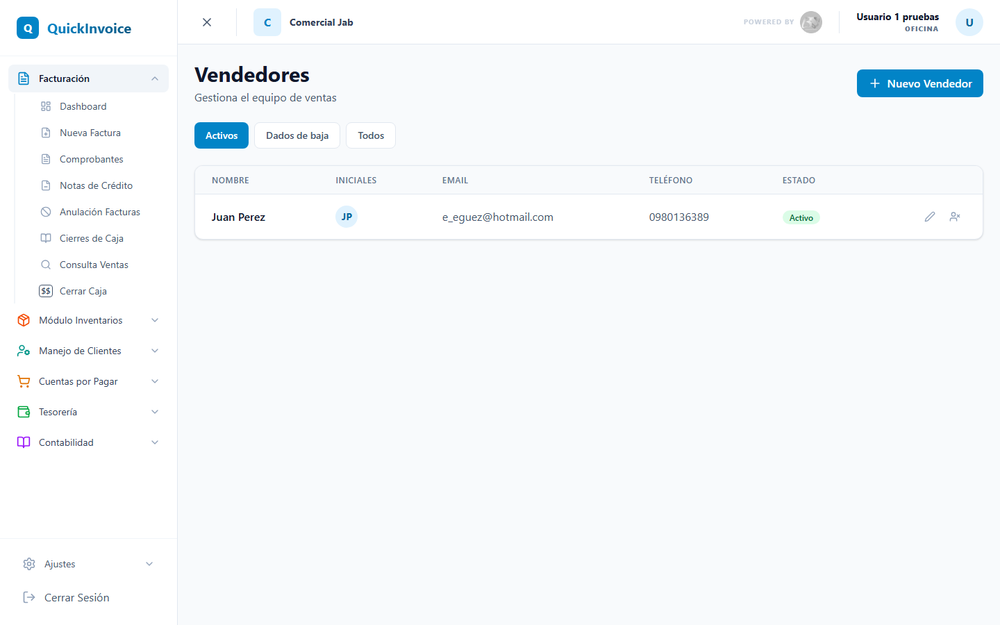 Q QuickInvoice
Facturación
Dashboard
Nueva Factura
Comprobantes
Notas de Crédito
Anulación Facturas
Cierres de Caja
Consulta Ventas
$$ Cerrar Caja
Módulo Inventarios
Manejo de Clientes
Cuentas por Pagar
Tesorería
Contabilidad
Ajustes
Cerrar Sesión
C Comercial Jab
POWERED BY
Usuario 1 pruebas
OFICINA
U
Vendedores
Gestiona el equipo de ventas
Nuevo Vendedor
Activos Dados de baja Todos
NOMBRE INICIALES EMAIL TELÉFONO ESTADO
Juan Perez JP e_eguez@hotmail.com 0980136389 Activo